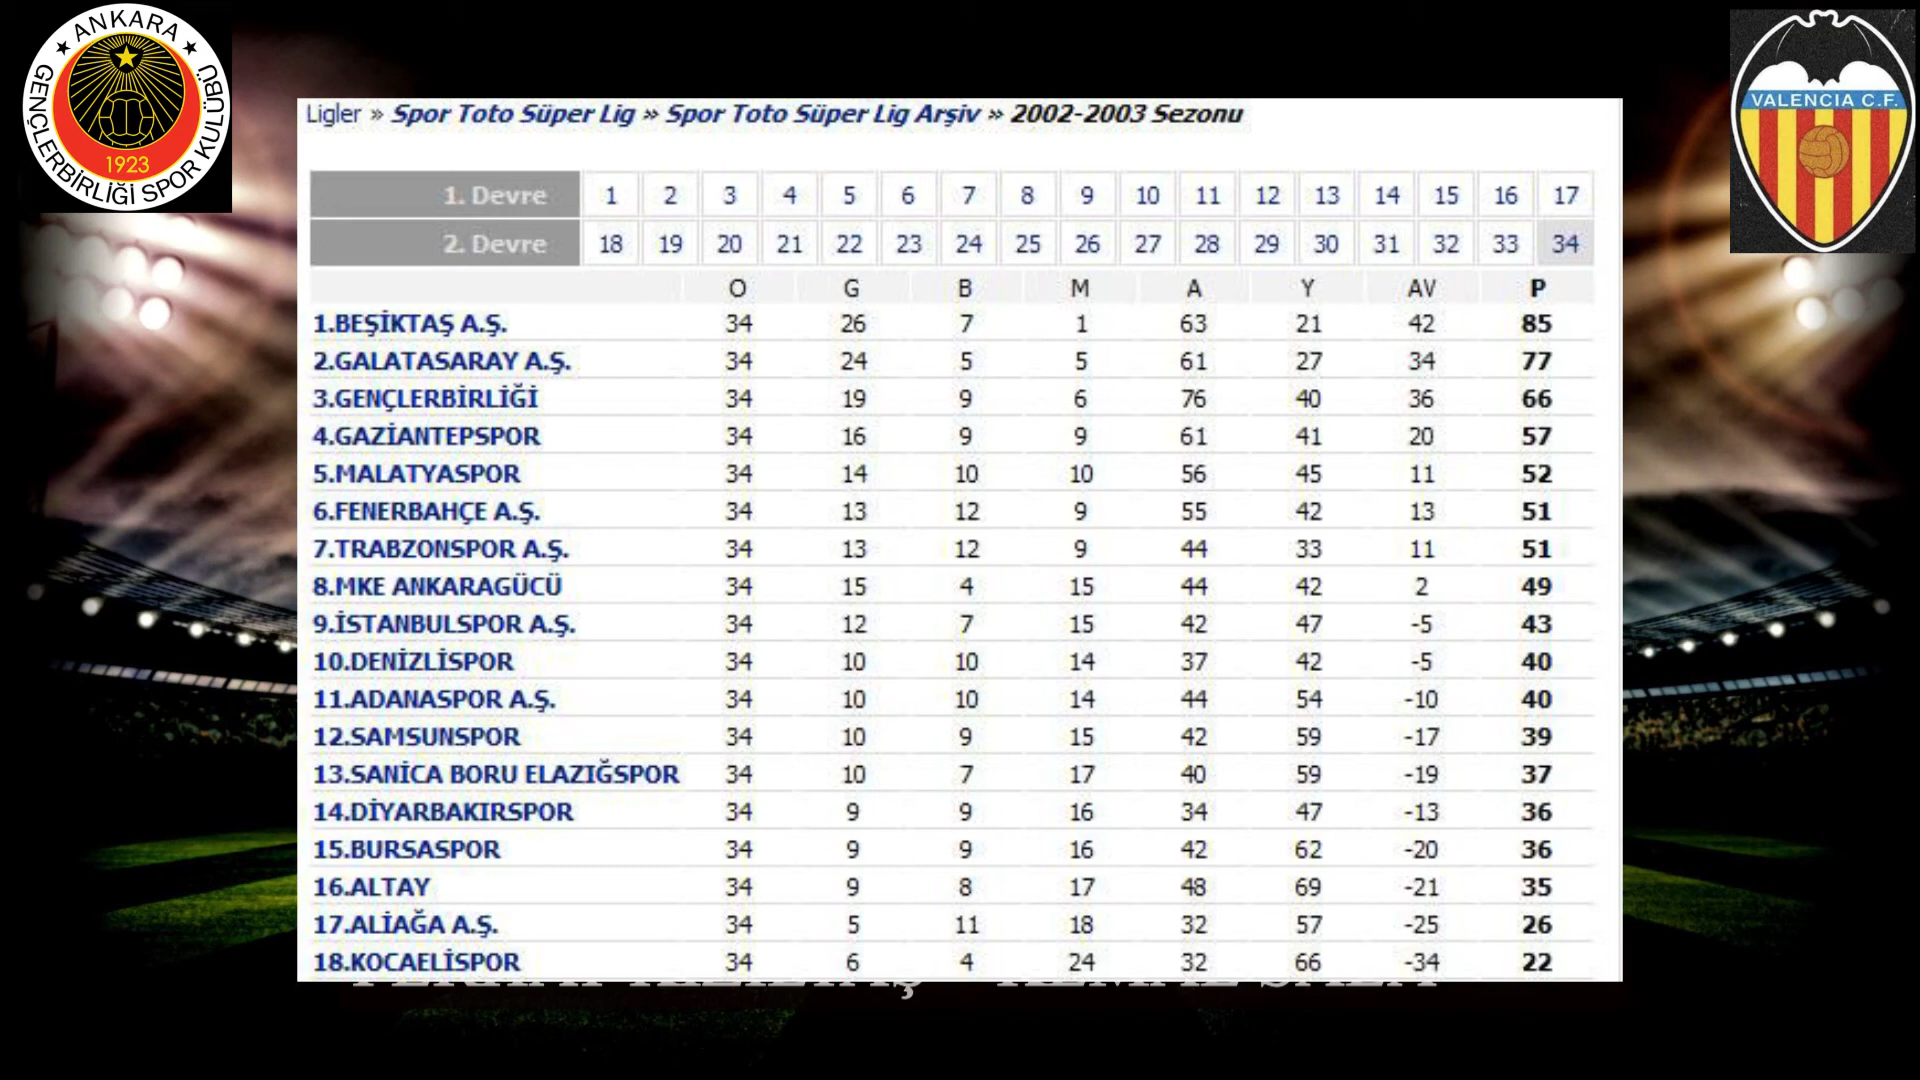 ANKARA
GENÇLERBİRLİĞİ SPOR KULÜBÜ
1923
VALENCIA C.F.
Ligler » Spor Toto Süper Lig » Spor Toto Süper Lig Arşiv » 2002-2003 Sezonu
1. Devre 1 2 3 4 5 6 7 8 9 10 11 12 13 14 15 16 17
2. Devre 18 19 20 21 22 23 24 25 26 27 28 29 30 31 32 33 34
O G B M A Y AV P
1.BEŞİKTAŞ A.Ş. 34 26 7 1 63 21 42 85
2.GALATASARAY A.Ş. 34 24 5 5 61 27 34 77
3.GENÇLERBİRLİĞİ 34 19 9 6 76 40 36 66
4.GAZİANTEPSPOR 34 16 9 9 61 41 20 57
5.MALATYASPOR 34 14 10 10 56 45 11 52
6.FENERBAHÇE A.Ş. 34 13 12 9 55 42 13 51
7.TRABZONSPOR A.Ş. 34 13 12 9 44 33 11 51
8.MKE ANKARAGÜCÜ 34 15 4 15 44 42 2 49
9.İSTANBULSPOR A.Ş. 34 12 7 15 42 47 -5 43
10.DENİZLİSPOR 34 10 10 14 37 42 -5 40
11.ADANASPOR A.Ş. 34 10 10 14 44 54 -10 40
12.SAMSUNSPOR 34 10 9 15 42 59 -17 39
13.SANİCA BORU ELAZIĞSPOR 34 10 7 17 40 59 -19 37
14.DİYARBAKIRSPOR 34 9 9 16 34 47 -13 36
15.BURSASPOR 34 9 9 16 42 62 -20 36
16.ALTAY 34 9 8 17 48 69 -21 35
17.ALİAĞA A.Ş. 34 5 11 18 32 57 -25 26
18.KOCAELİSPOR 34 6 4 24 32 66 -34 22